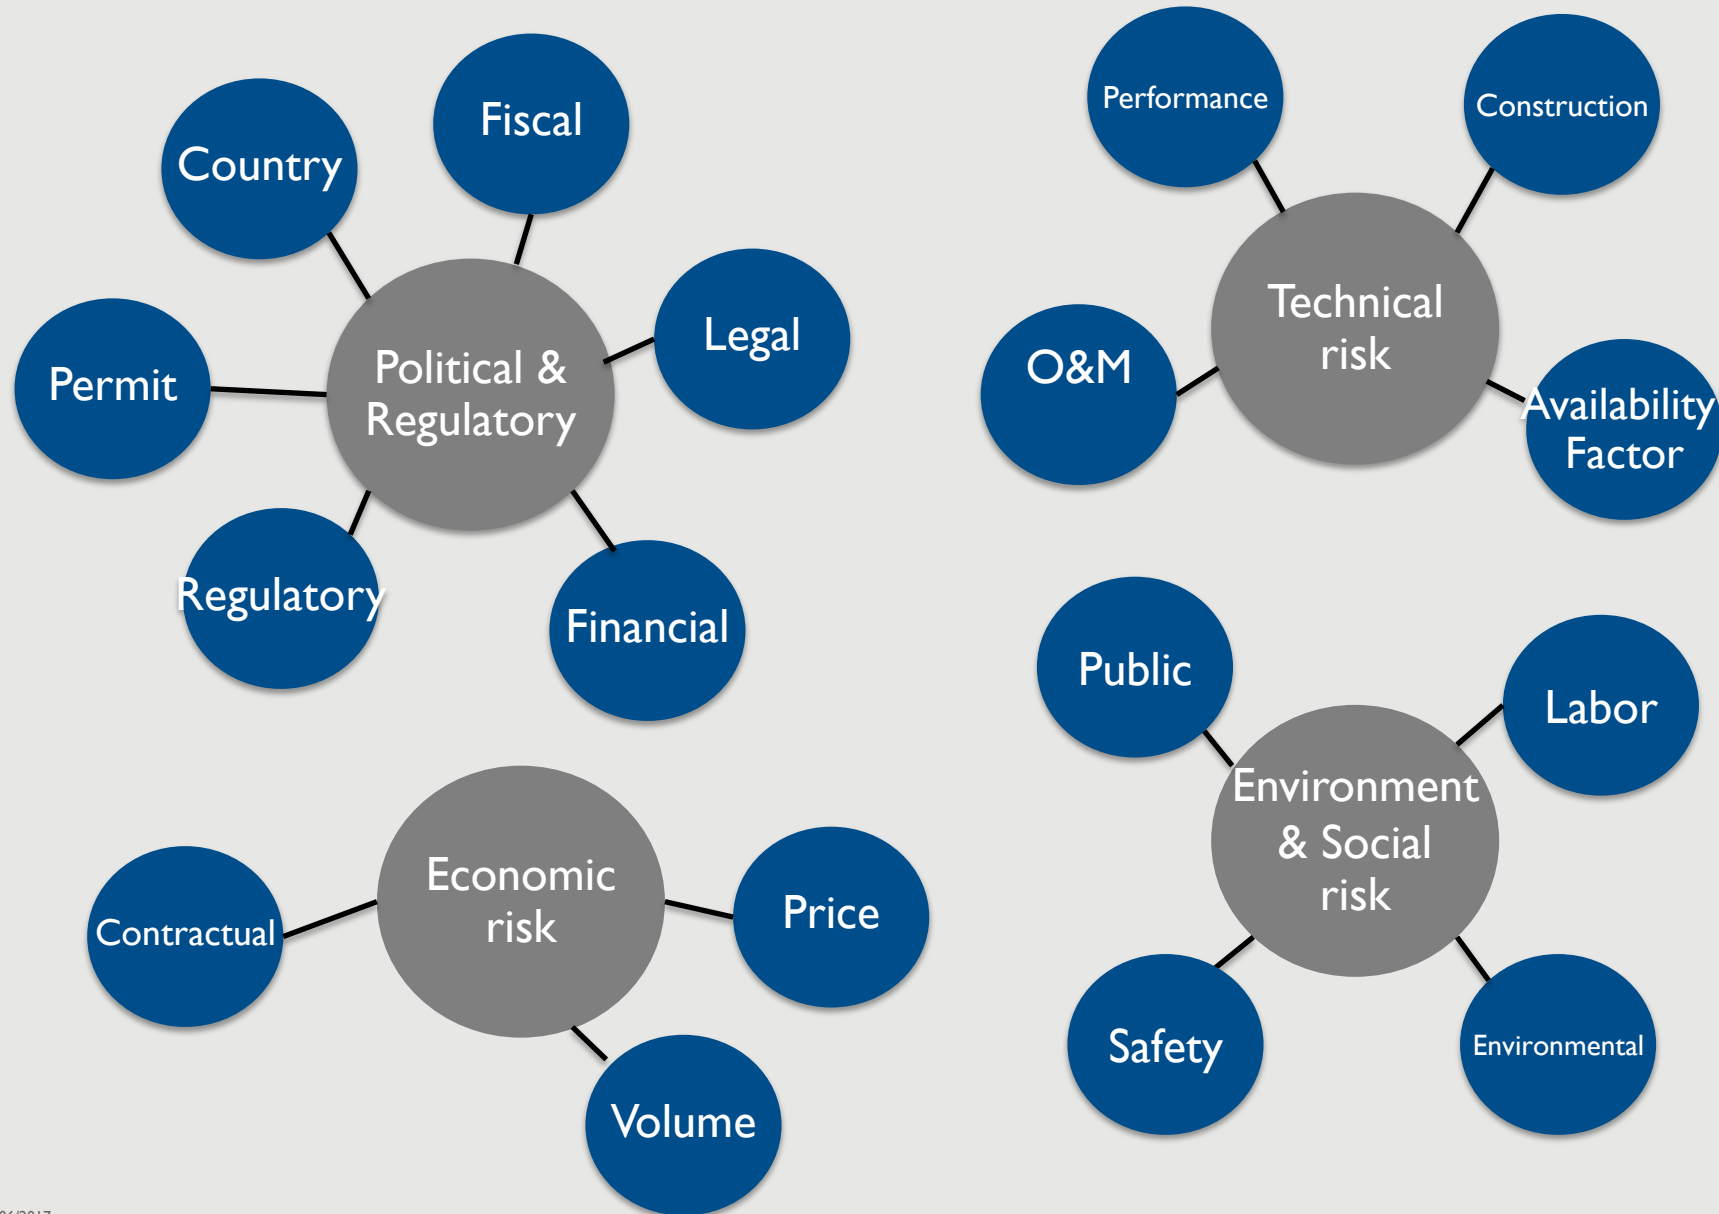 Fiscal
Country
Legal
Permit
Political &
Regulatory
Regulatory
Financial
Performance
Construction
Technical
risk
O&M
Availability
Factor
Economic
risk
Contractual
Price
Volume
Public
Labor
Environment
& Social
risk
Safety
Environmental